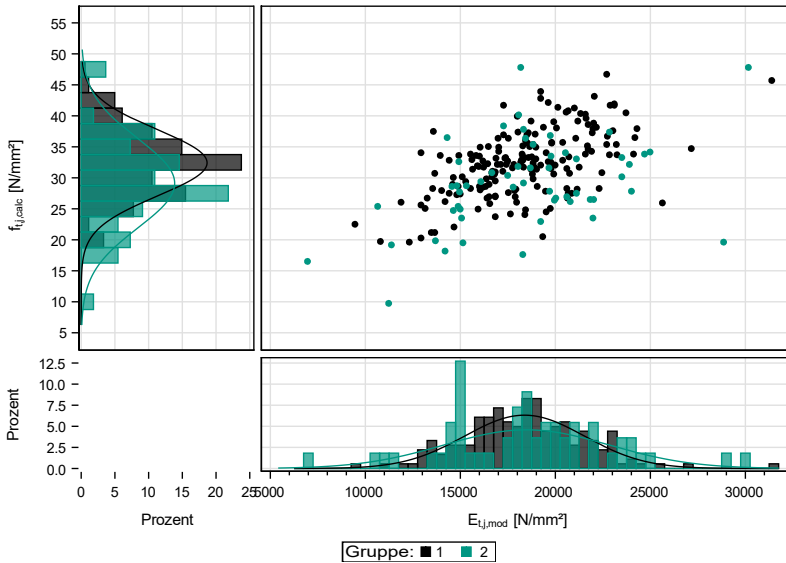 55
50
45
40
35
30
25
20
15
10
5
f_t,j,calc [N/mm²]
12.5
10.0
7.5
5.0
2.5
0.0
Prozent
0 5 10 15 20 25
Prozent
5000 10000 15000 20000 25000 30000
E_t,j,mod [N/mm²]
Gruppe: 1 2